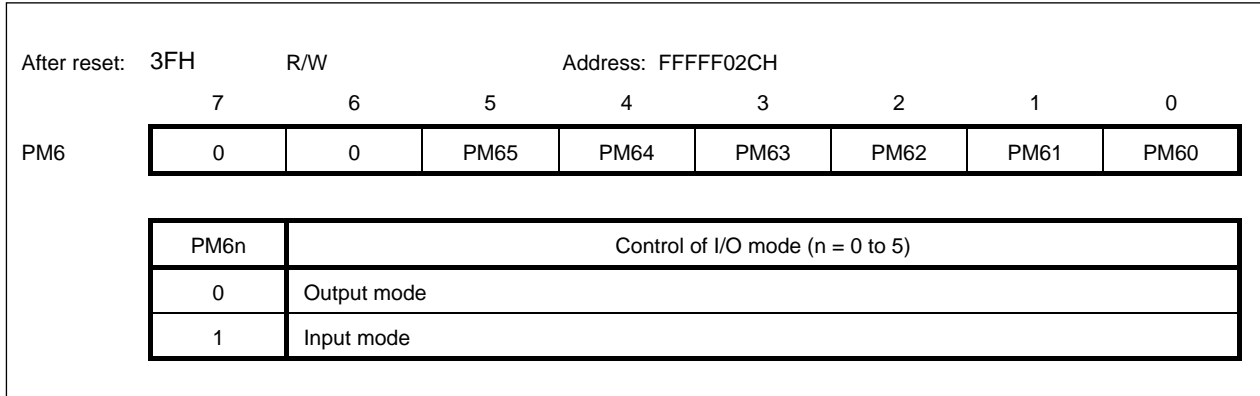 After reset: 3FH R/W Address: FFFFF02CH
7 6 5 4 3 2 1 0
PM6 0 0 PM65 PM64 PM63 PM62 PM61 PM60
PM6n Control of I/O mode (n = 0 to 5)
0 Output mode
1 Input mode